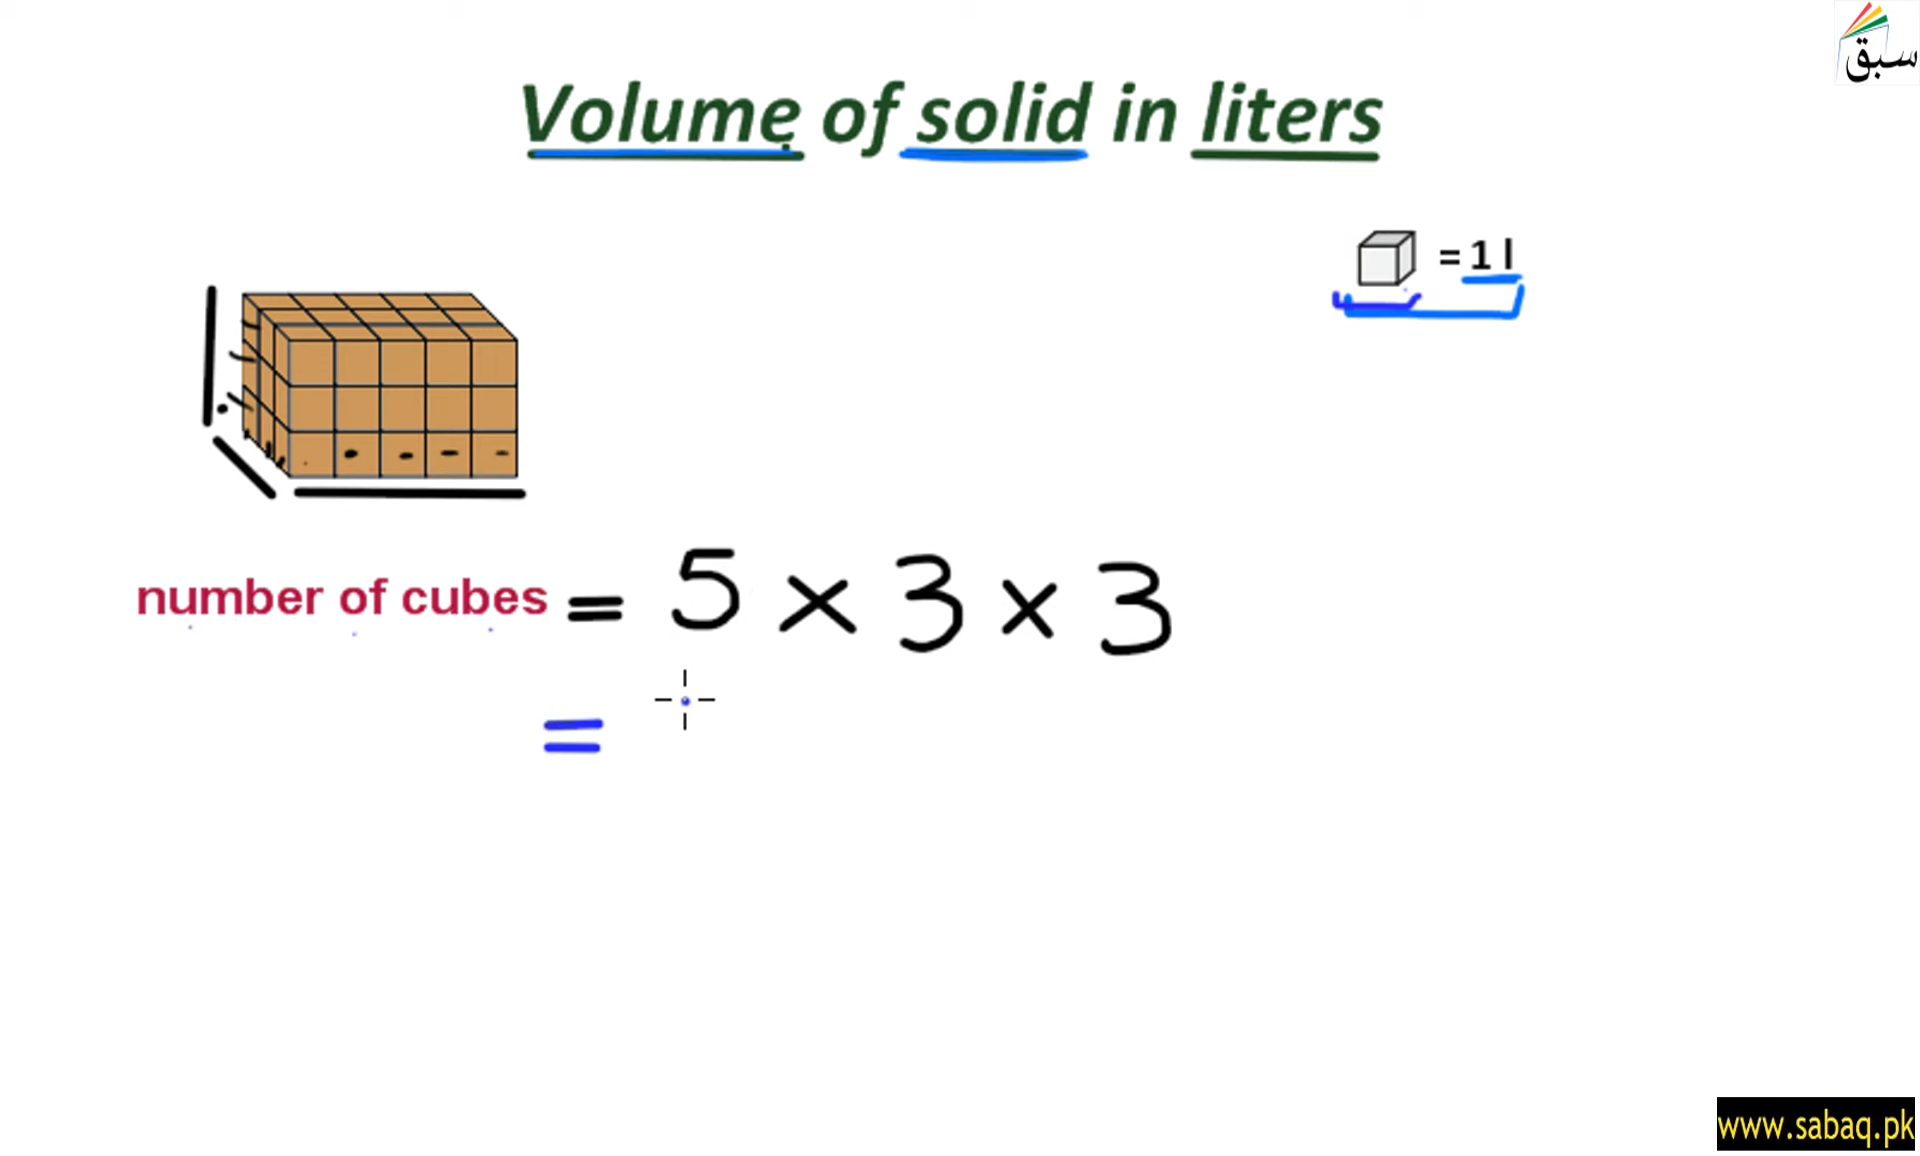 سبق
Volume of solid in liters
= 1 l
number of cubes = 5 × 3 × 3
=
www.sabaq.pk